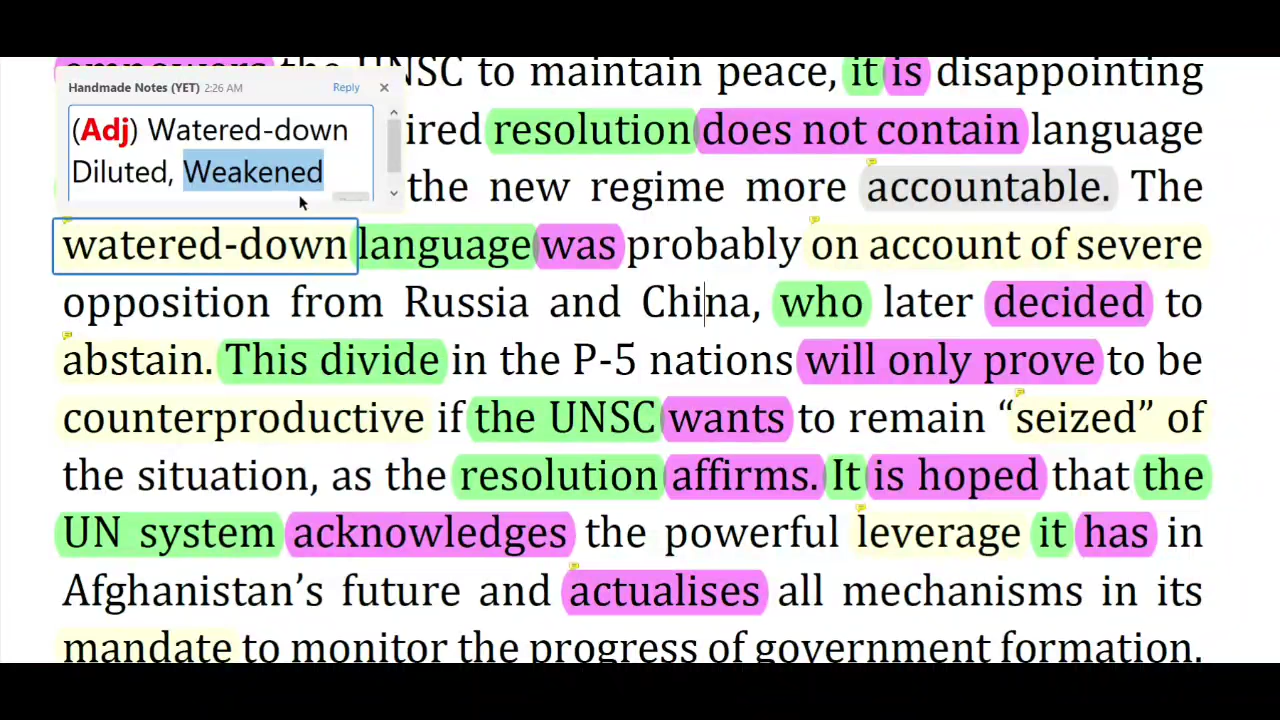 empowers the UNSC to maintain peace, it is disappointing
Handmade Notes (YET) 2:26 AM Reply
(Adj) Watered-down
Diluted, Weakened
ired resolution does not contain language
the new regime more accountable. The
watered-down language was probably on account of severe
opposition from Russia and China, who later decided to
abstain. This divide in the P-5 nations will only prove to be
counterproductive if the UNSC wants to remain “seized” of
the situation, as the resolution affirms. It is hoped that the
UN system acknowledges the powerful leverage it has in
Afghanistan’s future and actualises all mechanisms in its
mandate to monitor the progress of government formation.